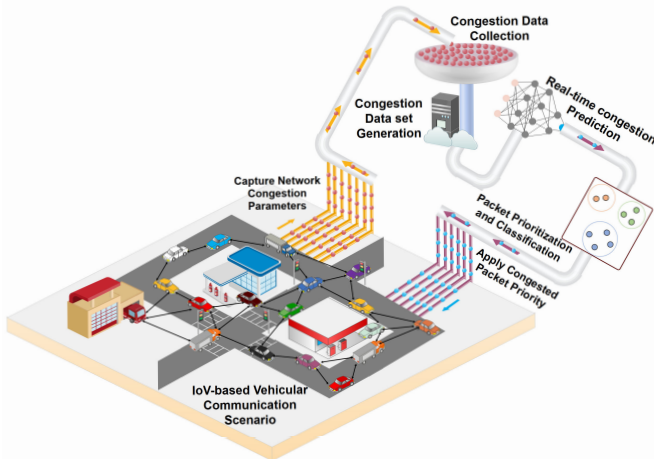 Congestion Data
Collection
Congestion
Data set
Generation
Real-time congestion
Prediction
Capture Network
Congestion
Parameters
Packet Prioritization
and Classification
Apply Congested
Packet Priority
IoV-based Vehicular
Communication
Scenario